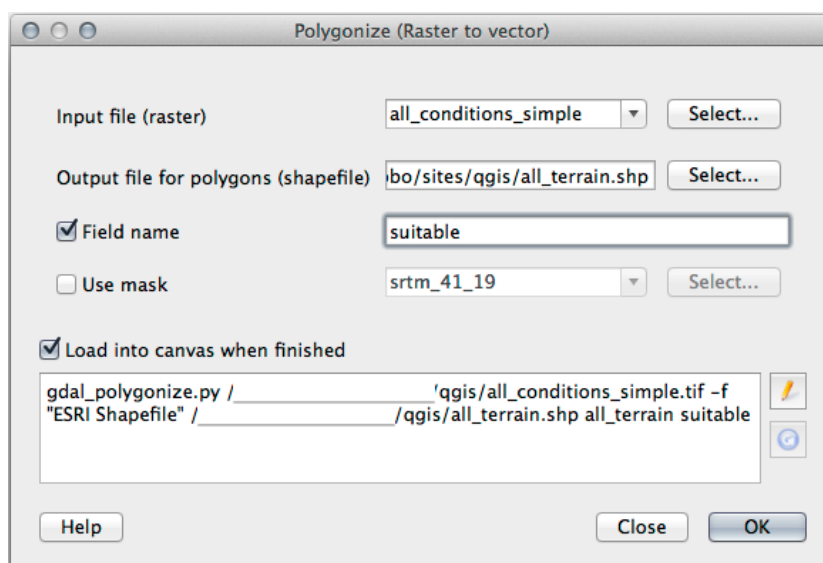 Polygonize (Raster to vector)
Input file (raster) all_conditions_simple Select...
Output file for polygons (shapefile) bo/sites/qgis/all_terrain.shp Select...
Field name suitable
Use mask srtm_41_19 Select...
Load into canvas when finished
gdal_polygonize.py /____________________/qgis/all_conditions_simple.tif -f
"ESRI Shapefile" /____________________/qgis/all_terrain.shp all_terrain suitable
Help Close OK